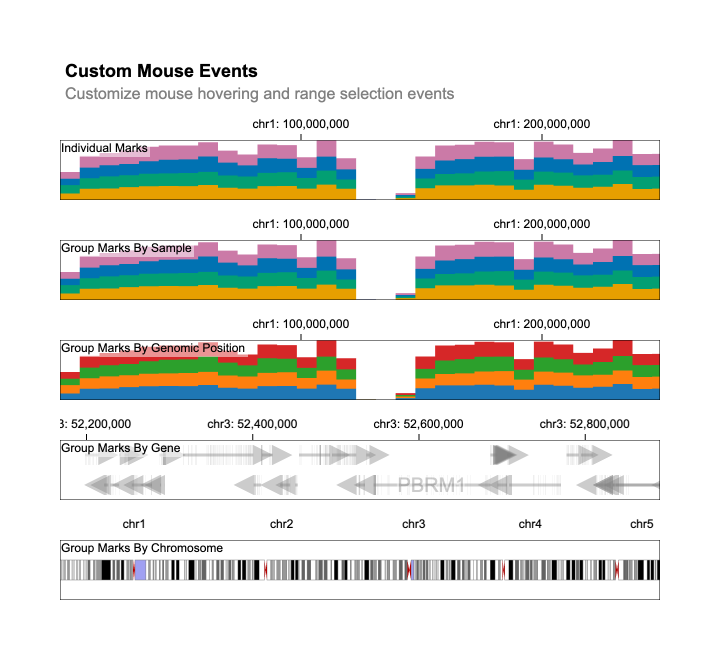 Custom Mouse Events
Customize mouse hovering and range selection events
chr1: 100,000,000 chr1: 200,000,000
Individual Marks
chr1: 100,000,000 chr1: 200,000,000
Group Marks By Sample
chr1: 100,000,000 chr1: 200,000,000
Group Marks By Genomic Position
3: 52,200,000 chr3: 52,400,000 chr3: 52,600,000 chr3: 52,800,000
Group Marks By Gene
PBRM1
chr1 chr2 chr3 chr4 chr5
Group Marks By Chromosome